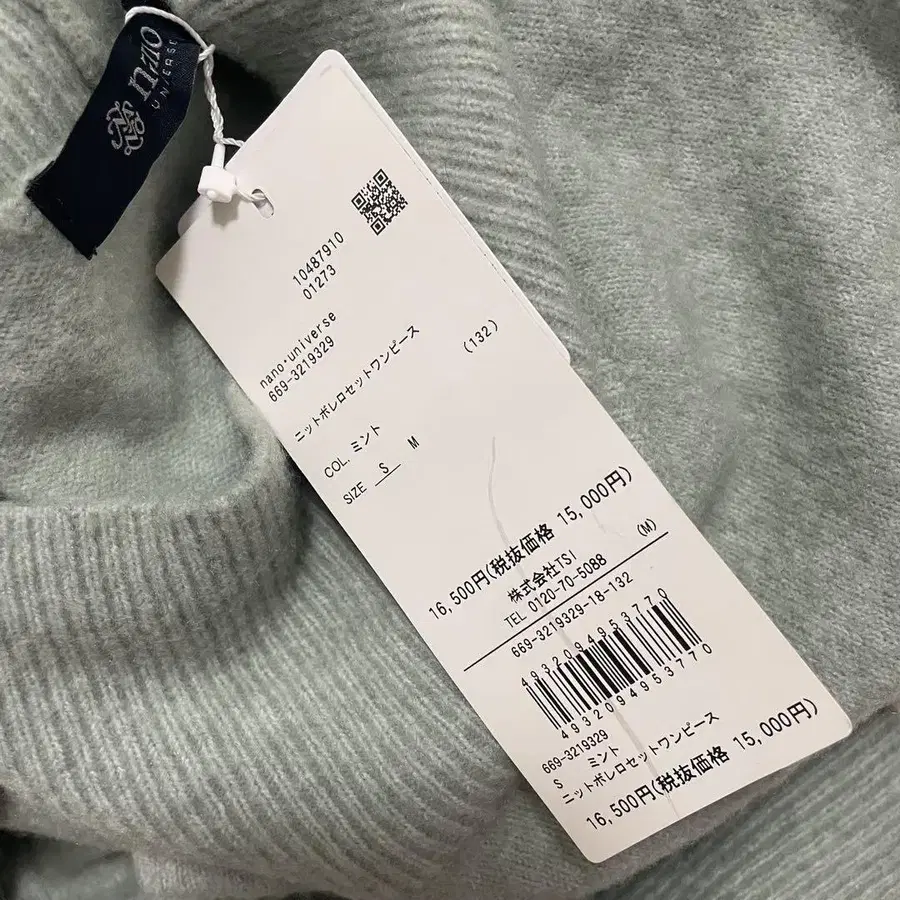 UNIVERSE
10487910
01273
nano・universe
669-3219329
ニットボレロセットワンピース (132)
COL. ミント
SIZE S M
16,500円(税抜価格 15,000円)
株式会社TSI (M)
TEL 0120-70-5088
669-3219329-18-132
4932094953770
4932094953770
669-3219329
S ミント
ニットボレロセットワンピース
16,500円(税抜価格 15,000円)